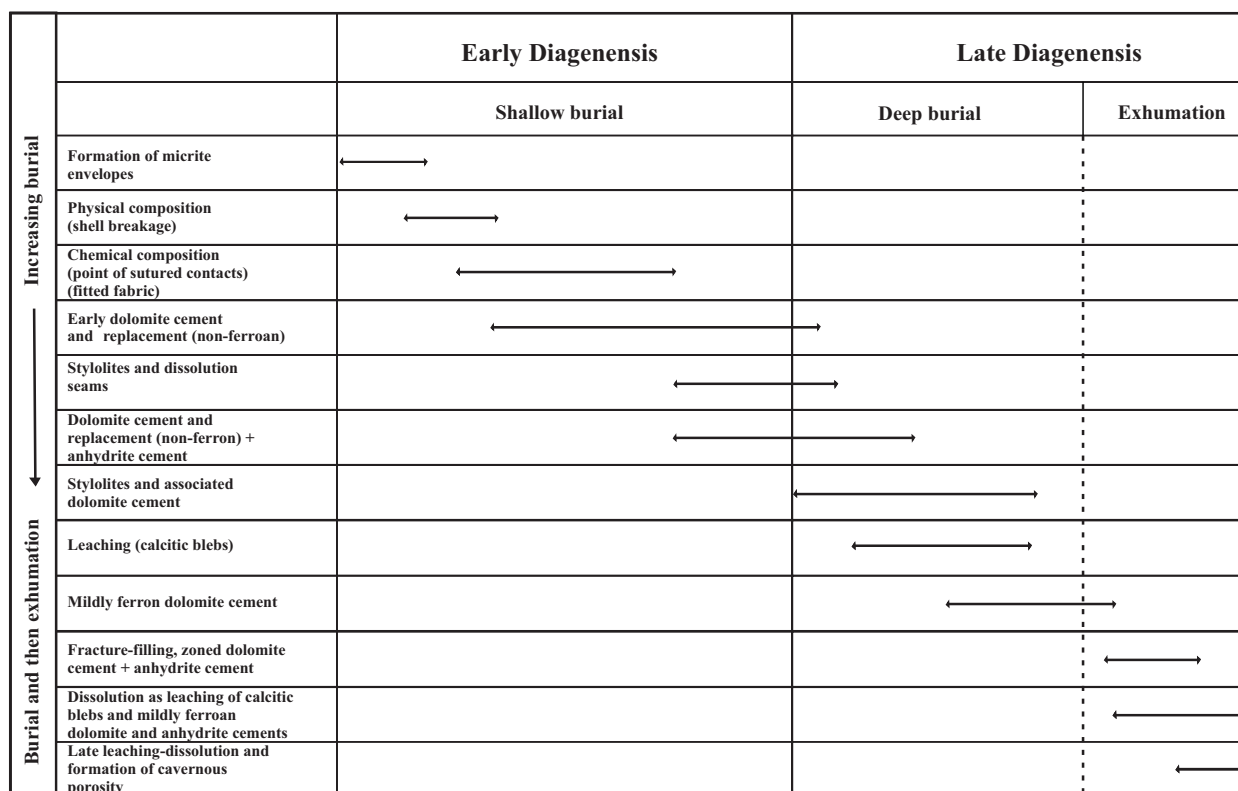 Early Diagenensis
Late Diagenensis
Shallow burial
Deep burial
Exhumation
Increasing burial
Burial and then exhumation
Formation of micrite
envelopes
Physical composition
(shell breakage)
Chemical composition
(point of sutured contacts)
(fitted fabric)
Early dolomite cement
and replacement (non-ferroan)
Stylolites and dissolution
seams
Dolomite cement and
replacement (non-ferron) +
anhydrite cement
Stylolites and associated
dolomite cement
Leaching (calcitic blebs)
Mildly ferron dolomite cement
Fracture-filling, zoned dolomite
cement + anhydrite cement
Dissolution as leaching of calcitic
blebs and mildly ferroan
dolomite and anhydrite cements
Late leaching-dissolution and
formation of cavernous
porosity